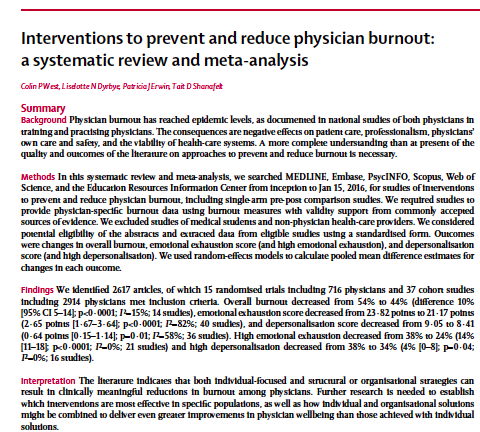 Interventions to prevent and reduce physician burnout:
a systematic review and meta-analysis
Colin P West, Liselotte N Dyrbye, Patricia J Erwin, Tait D Shanafelt
Summary
Background Physician burnout has reached epidemic levels, as documented in national studies of both physicians in
training and practising physicians. The consequences are negative effects on patient care, professionalism, physicians'
own care and safety, and the viability of health-care systems. A more complete understanding than at present of the
quality and outcomes of the literature on approaches to prevent and reduce burnout is necessary.
Methods In this systematic review and meta-analysis, we searched MEDLINE, Embase, PsycINFO, Scopus, Web of
Science, and the Education Resources Information Center from inception to Jan 15, 2016, for studies of interventions
to prevent and reduce physician burnout, including single-arm pre-post comparison studies. We required studies to
provide physician-specific burnout data using burnout measures with validity support from commonly accepted
sources of evidence. We excluded studies of medical students and non-physician health-care providers. We considered
potential eligibility of the abstracts and extracted data from eligible studies using a standardised form. Outcomes
were changes in overall burnout, emotional exhaustion score (and high emotional exhaustion), and depersonalisation
score (and high depersonalisation). We used random-effects models to calculate pooled mean difference estimates for
changes in each outcome.
Findings We identified 2617 articles, of which 15 randomised trials including 716 physicians and 37 cohort studies
including 2914 physicians met inclusion criteria. Overall burnout decreased from 54% to 44% (difference 10%
[95% CI 5–14]; p<0·0001; I²=15%; 14 studies), emotional exhaustion score decreased from 23·82 points to 21·17 points
(2·65 points [1·67–3·64]; p<0·0001; I²=82%; 40 studies), and depersonalisation score decreased from 9·05 to 8·41
(0·64 points [0·15–1·14]; p=0·01; I²=58%; 36 studies). High emotional exhaustion decreased from 38% to 24% (14%
[11–18]; p<0·0001; I²=0%; 21 studies) and high depersonalisation decreased from 38% to 34% (4% [0–8]; p=0·04;
I²=0%; 16 studies).
Interpretation The literature indicates that both individual-focused and structural or organisational strategies can
result in clinically meaningful reductions in burnout among physicians. Further research is needed to establish
which interventions are most effective in specific populations, as well as how individual and organisational solutions
might be combined to deliver even greater improvements in physician wellbeing than those achieved with individual
solutions.